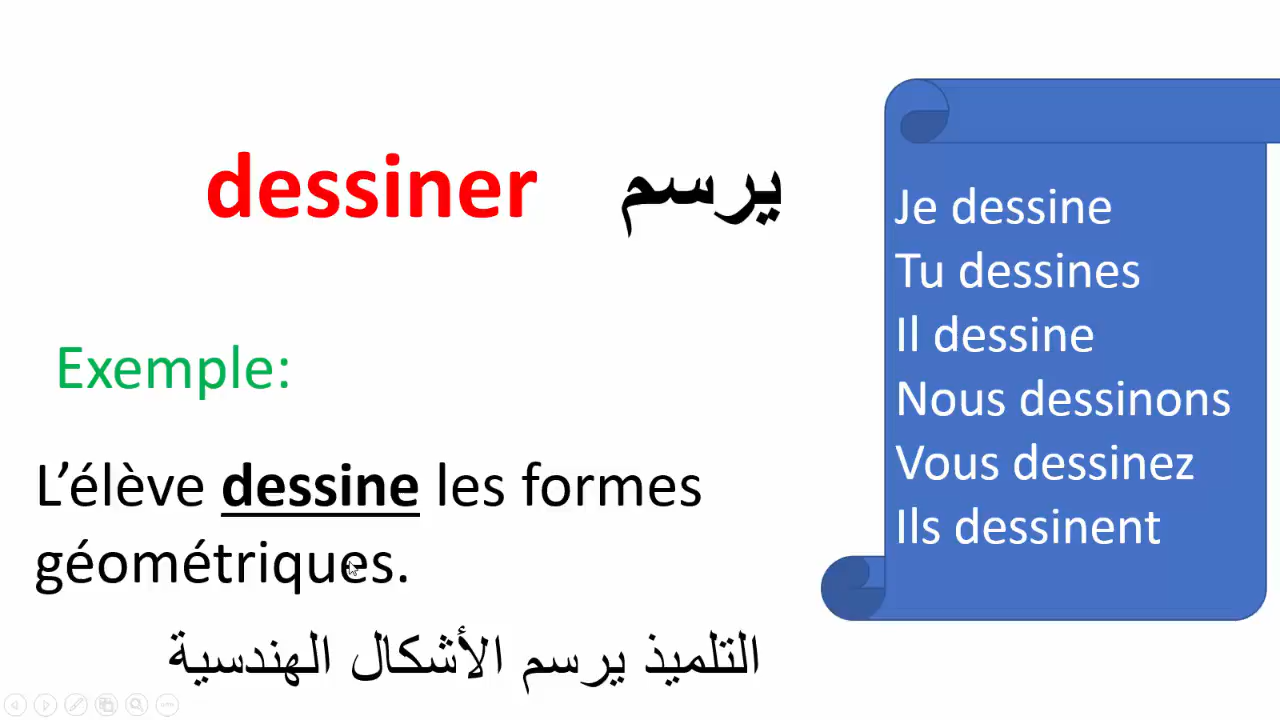 dessiner يرسم
Exemple:
L’élève dessine les formes
géométriques.
التلميذ يرسم الأشكال الهندسية
Je dessine
Tu dessines
Il dessine
Nous dessinons
Vous dessinez
Ils dessinent